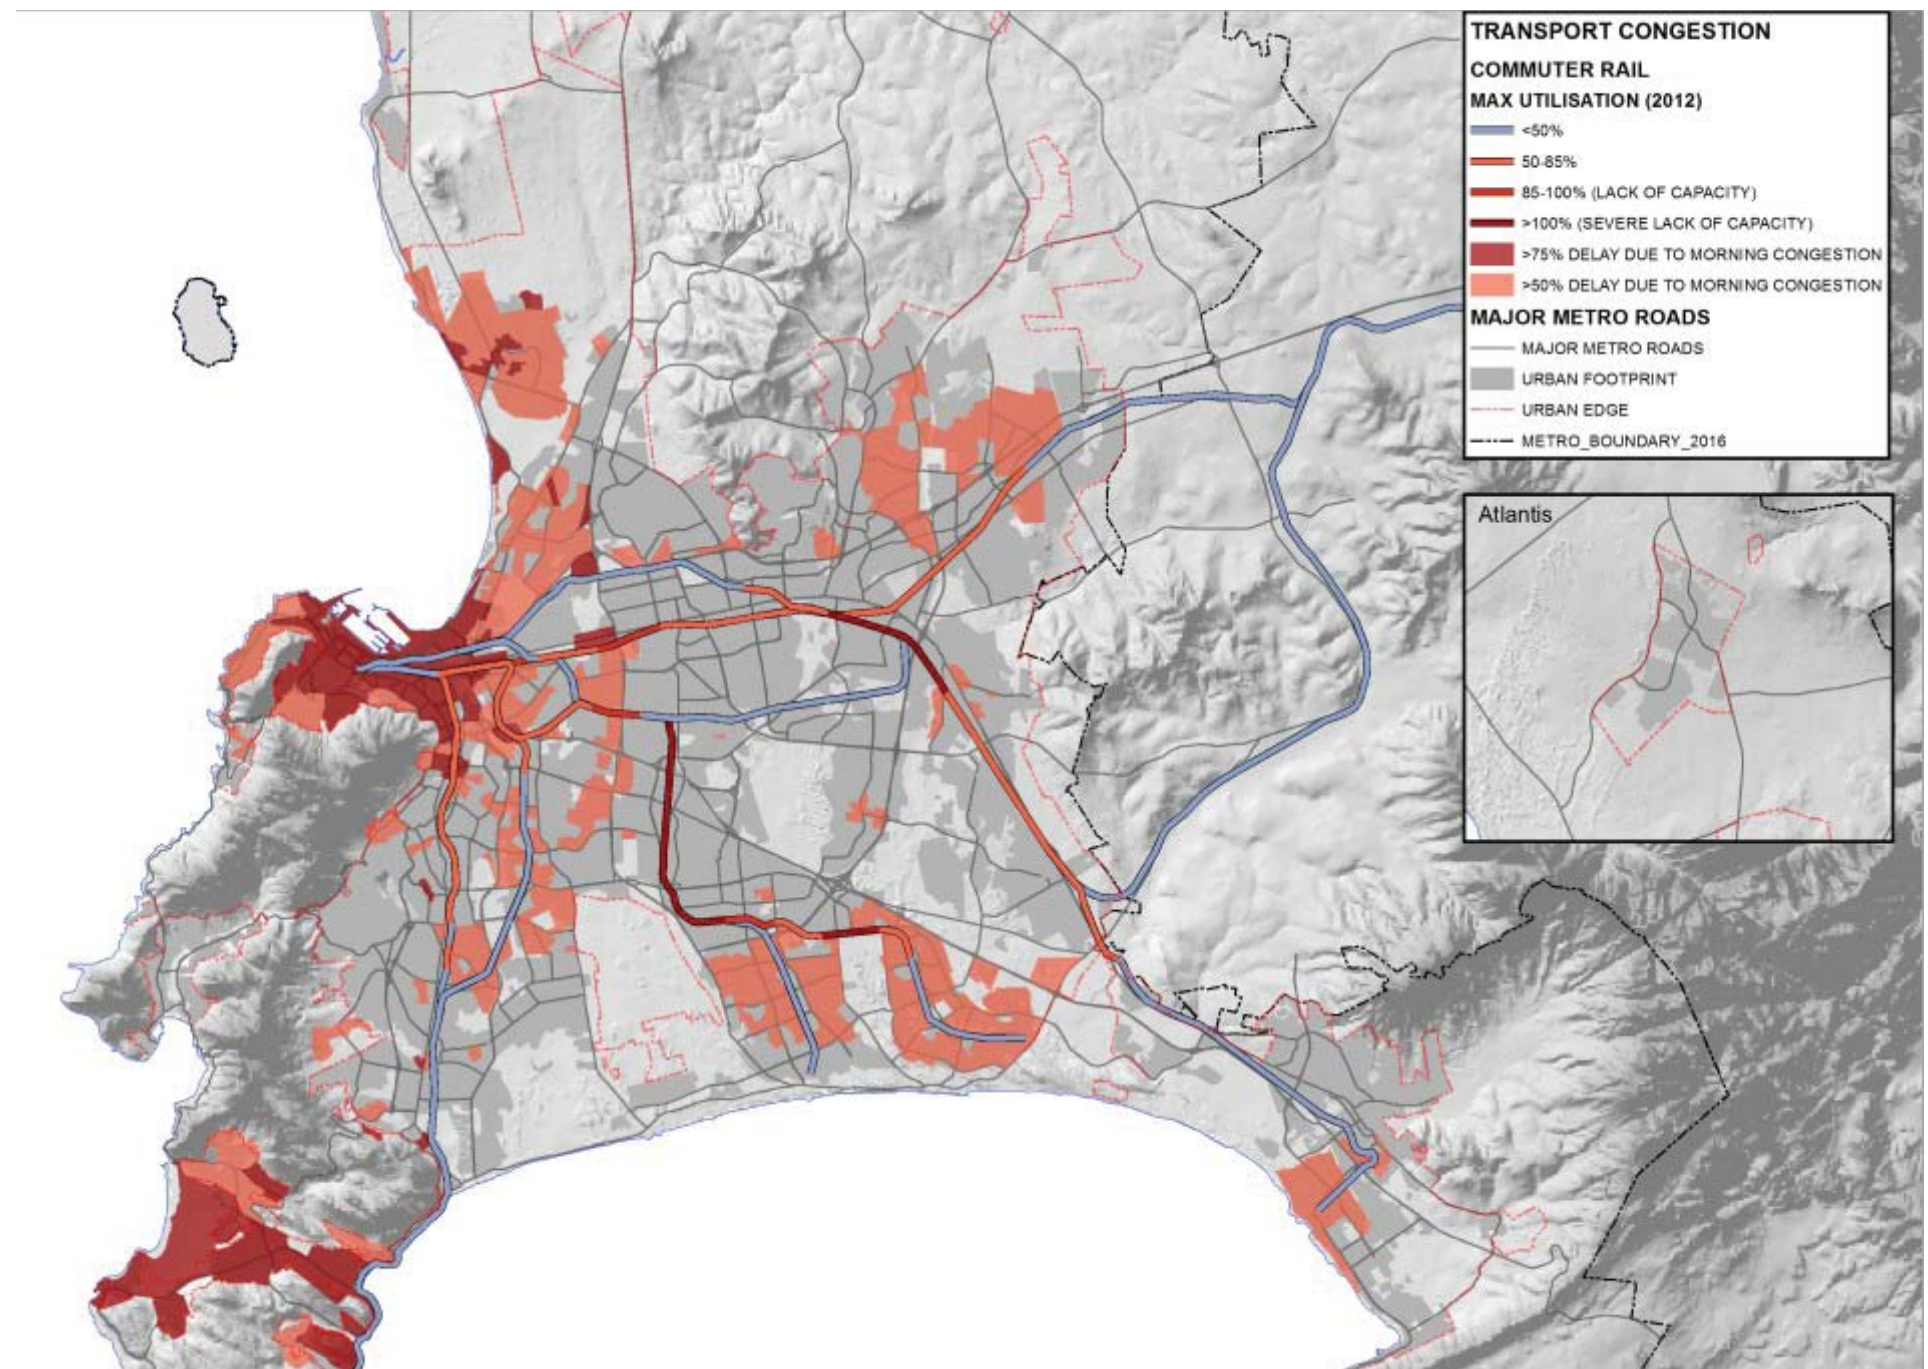 TRANSPORT CONGESTION
COMMUTER RAIL
MAX UTILISATION (2012)
<50%
50-85%
85-100% (LACK OF CAPACITY)
>100% (SEVERE LACK OF CAPACITY)
>75% DELAY DUE TO MORNING CONGESTION
>50% DELAY DUE TO MORNING CONGESTION
MAJOR METRO ROADS
MAJOR METRO ROADS
URBAN FOOTPRINT
URBAN EDGE
METRO_BOUNDARY_2016
Atlantis